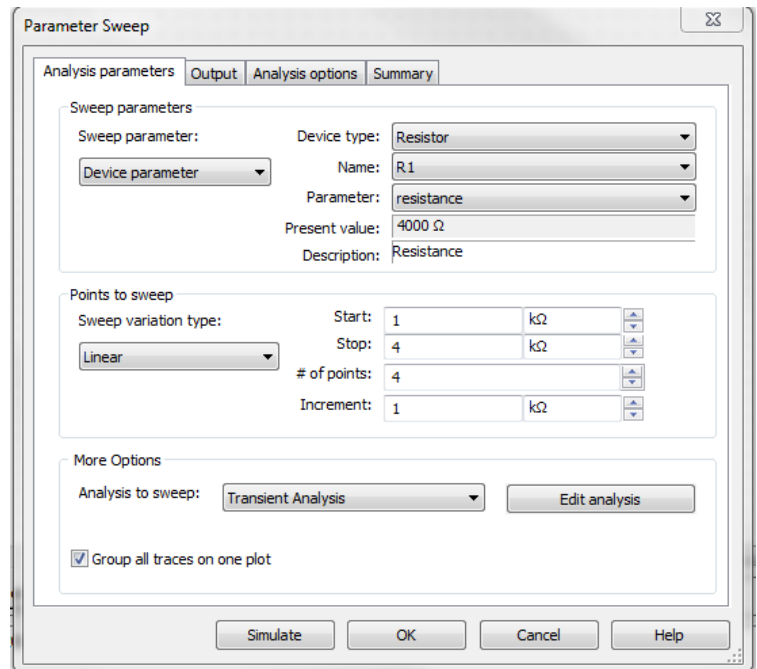 Parameter Sweep
Analysis parameters Output Analysis options Summary
Sweep parameters
Sweep parameter:
Device parameter
Device type: Resistor
Name: R1
Parameter: resistance
Present value: 4000 Ω
Description: Resistance
Points to sweep
Sweep variation type:
Linear
Start: 1 kΩ
Stop: 4 kΩ
# of points: 4
Increment: 1 kΩ
More Options
Analysis to sweep: Transient Analysis Edit analysis
Group all traces on one plot
Simulate OK Cancel Help